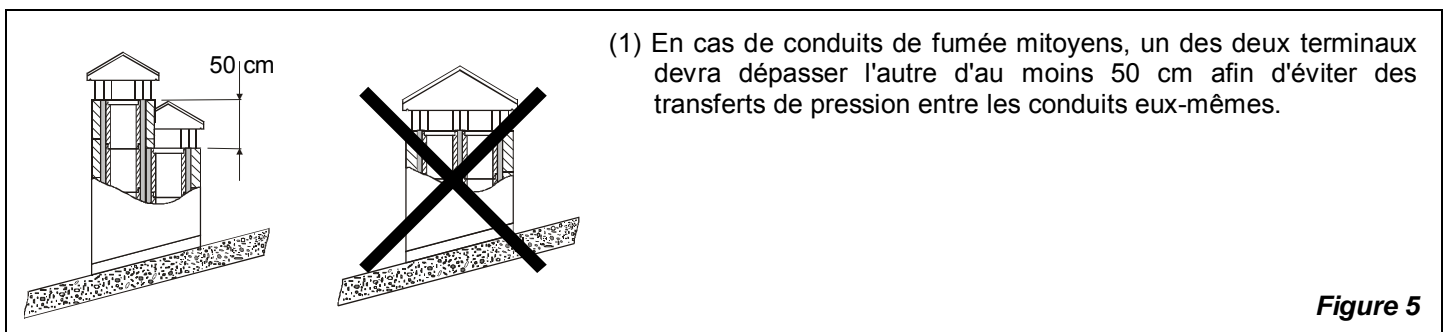 50 cm
(1) En cas de conduits de fumée mitoyens, un des deux terminaux
devra dépasser l'autre d'au moins 50 cm afin d'éviter des
transferts de pression entre les conduits eux-mêmes.
Figure 5